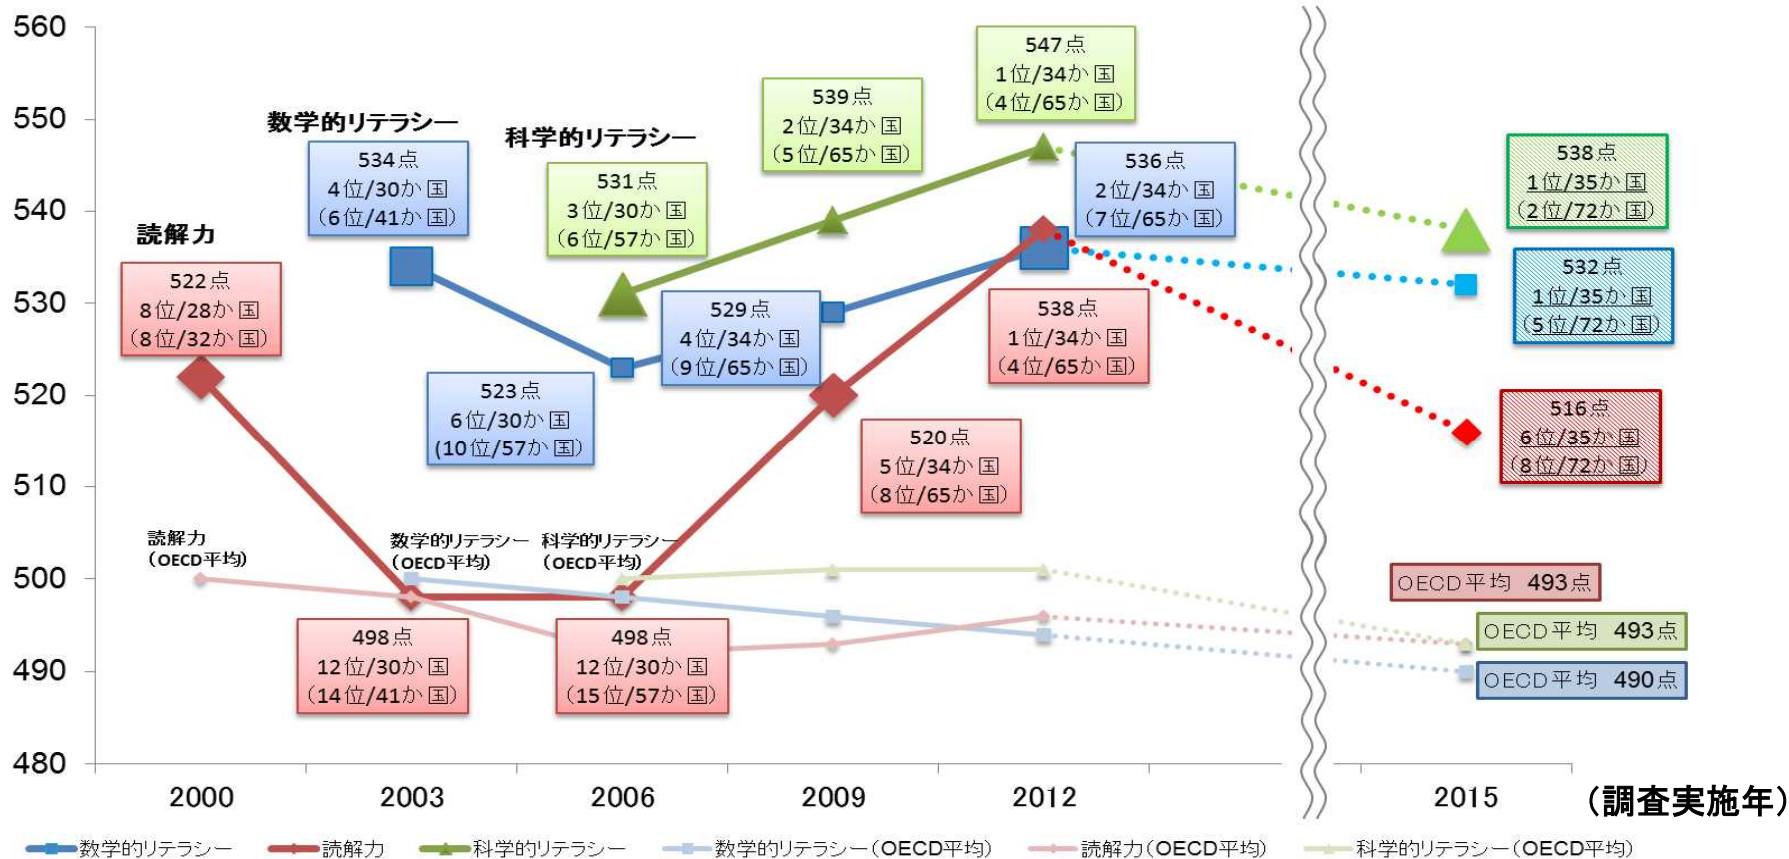 560
550
540
530
520
510
500
490
480
読解力
522点
8位/28か国
(8位/32か国)
数学的リテラシー
534点
4位/30か国
(6位/41か国)
科学的リテラシー
531点
3位/30か国
(6位/57か国)
539点
2位/34か国
(5位/65か国)
547点
1位/34か国
(4位/65か国)
536点
2位/34か国
(7位/65か国)
538点
1位/35か国
(2位/72か国)
532点
1位/35か国
(5位/72か国)
516点
6位/35か国
(8位/72か国)
523点
6位/30か国
(10位/57か国)
529点
4位/34か国
(9位/65か国)
538点
1位/34か国
(4位/65か国)
520点
5位/34か国
(8位/65か国)
読解力
(OECD平均)
数学的リテラシー
(OECD平均)
科学的リテラシー
(OECD平均)
498点
12位/30か国
(14位/41か国)
498点
12位/30か国
(15位/57か国)
OECD平均 493点
OECD平均 493点
OECD平均 490点
2000 2003 2006 2009 2012 2015 (調査実施年)
数学的リテラシー 読解力 科学的リテラシー 数学的リテラシー(OECD平均) 読解力(OECD平均) 科学的リテラシー(OECD平均)